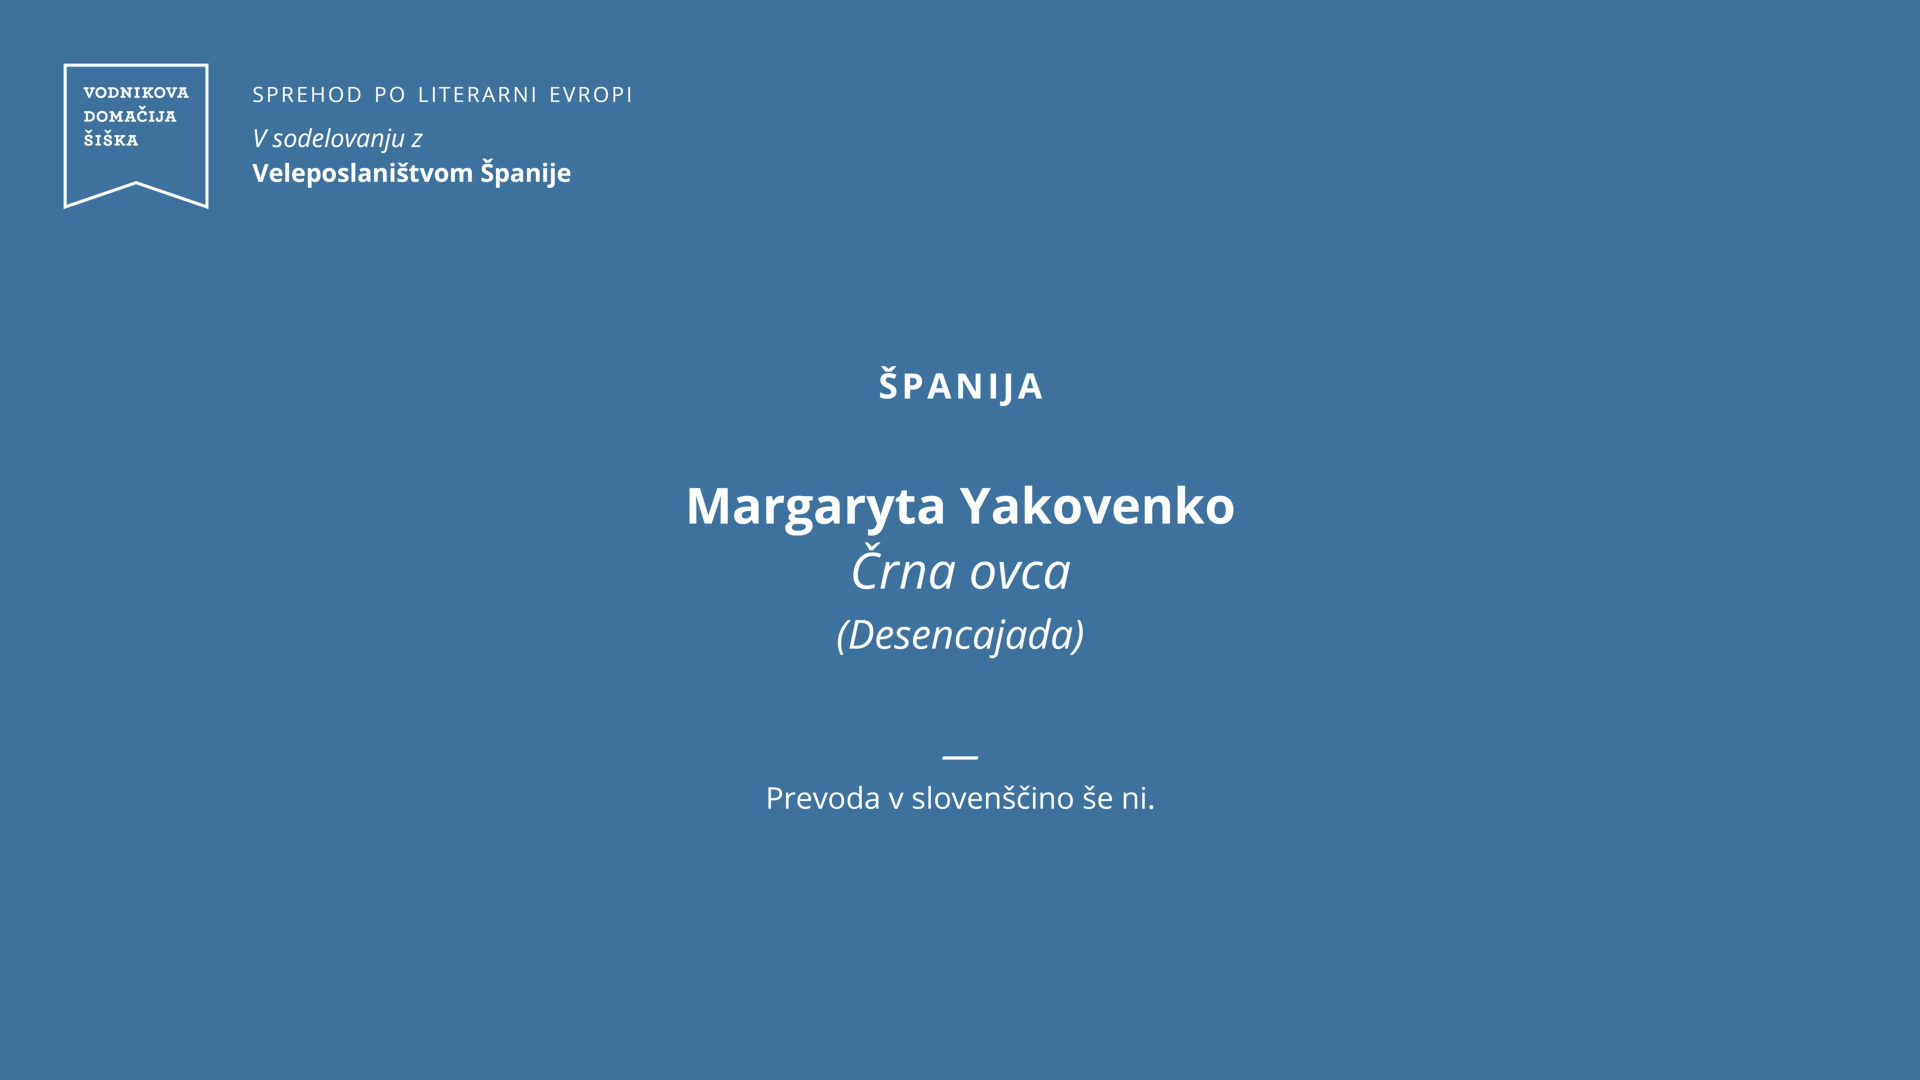 VODNIKOVA
DOMAČIJA
ŠIŠKA
SPREHOD PO LITERARNI EVROPI
V sodelovanju z
Veleposlaništvom Španije
ŠPANIJA
Margaryta Yakovenko
Črna ovca
(Desencajada)
—
Prevoda v slovenščino še ni.